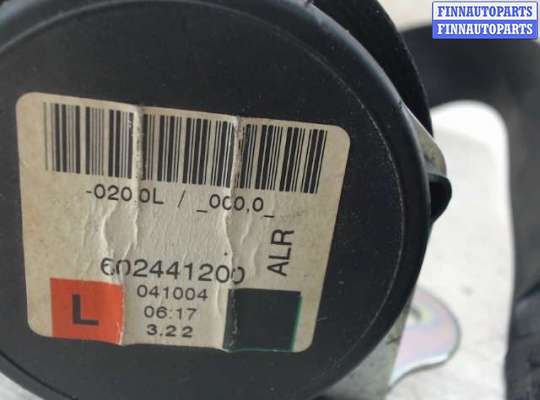 FINNAUTOPARTS
FINNAUTOPARTS
-020,0L / _000,0_
602441200
ALR
L
041004
06:17
3.22